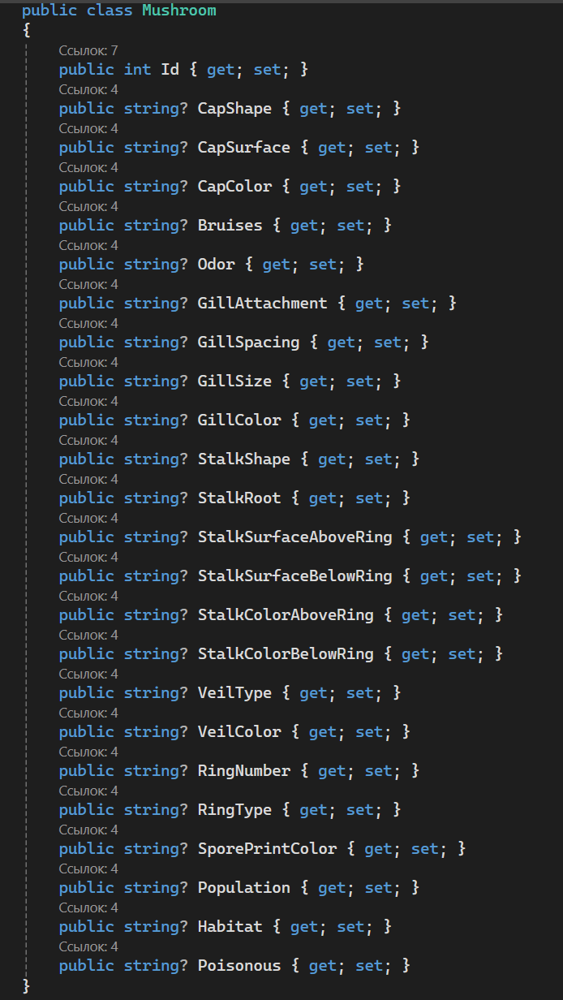 public class Mushroom
{
Ссылок: 7
public int Id { get; set; }
Ссылок: 4
public string? CapShape { get; set; }
Ссылок: 4
public string? CapSurface { get; set; }
Ссылок: 4
public string? CapColor { get; set; }
Ссылок: 4
public string? Bruises { get; set; }
Ссылок: 4
public string? Odor { get; set; }
Ссылок: 4
public string? GillAttachment { get; set; }
Ссылок: 4
public string? GillSpacing { get; set; }
Ссылок: 4
public string? GillSize { get; set; }
Ссылок: 4
public string? GillColor { get; set; }
Ссылок: 4
public string? StalkShape { get; set; }
Ссылок: 4
public string? StalkRoot { get; set; }
Ссылок: 4
public string? StalkSurfaceAboveRing { get; set; }
Ссылок: 4
public string? StalkSurfaceBelowRing { get; set; }
Ссылок: 4
public string? StalkColorAboveRing { get; set; }
Ссылок: 4
public string? StalkColorBelowRing { get; set; }
Ссылок: 4
public string? VeilType { get; set; }
Ссылок: 4
public string? VeilColor { get; set; }
Ссылок: 4
public string? RingNumber { get; set; }
Ссылок: 4
public string? RingType { get; set; }
Ссылок: 4
public string? SporePrintColor { get; set; }
Ссылок: 4
public string? Population { get; set; }
Ссылок: 4
public string? Habitat { get; set; }
Ссылок: 4
public string? Poisonous { get; set; }
}